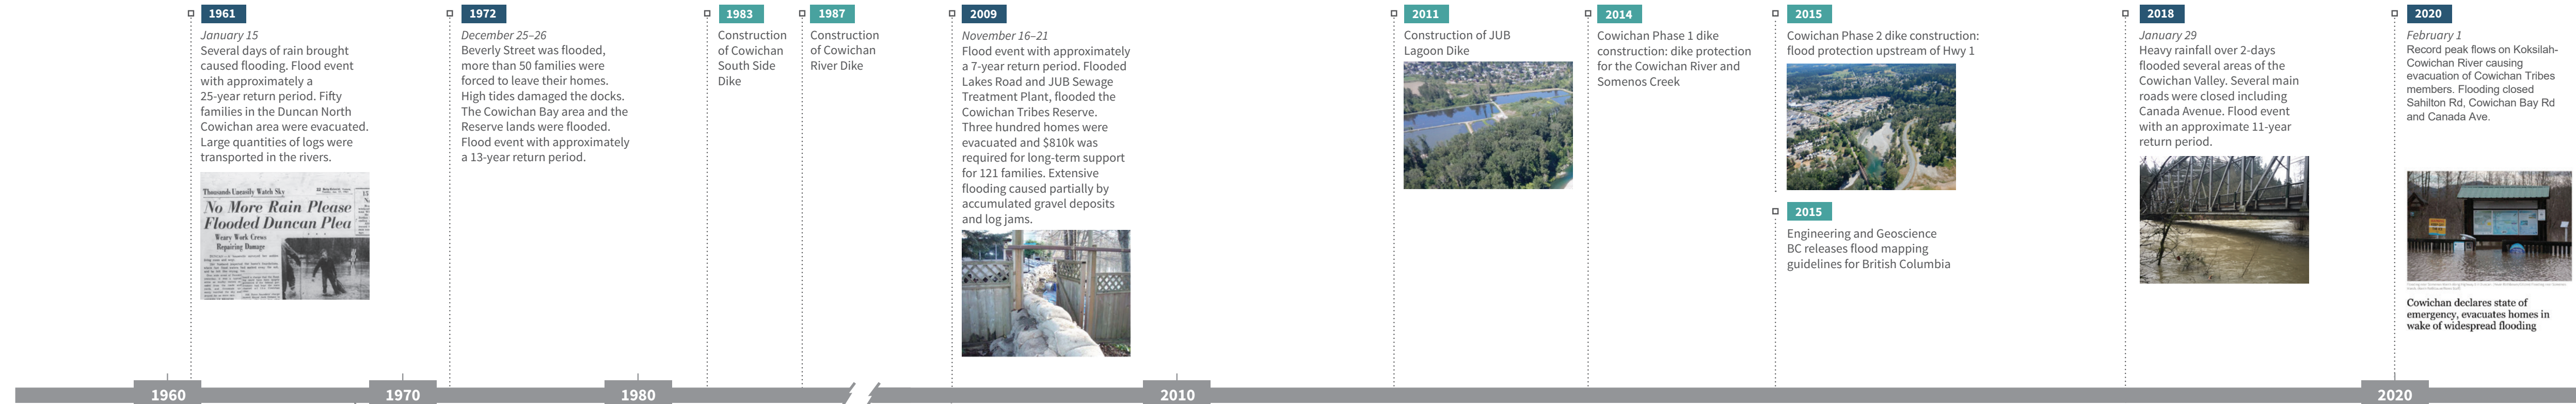 1961
January 15
Several days of rain brought
caused flooding. Flood event
with approximately a
25-year return period. Fifty
families in the Duncan North
Cowichan area were evacuated.
Large quantities of logs were
transported in the rivers.
Thousands Uneasily Watch Sky
No More Rain Please
Flooded Duncan Plea
Weary Work Crews
Repairing Damage
1972
December 25–26
Beverly Street was flooded,
more than 50 families were
forced to leave their homes.
High tides damaged the docks.
The Cowichan Bay area and the
Reserve lands were flooded.
Flood event with approximately
a 13-year return period.
1983
Construction
of Cowichan
South Side
Dike
1987
Construction
of Cowichan
River Dike
2009
November 16–21
Flood event with approximately
a 7-year return period. Flooded
Lakes Road and JUB Sewage
Treatment Plant, flooded the
Cowichan Tribes Reserve.
Three hundred homes were
evacuated and $810k was
required for long-term support
for 121 families. Extensive
flooding caused partially by
accumulated gravel deposits
and log jams.
2011
Construction of JUB
Lagoon Dike
2014
Cowichan Phase 1 dike
construction: dike protection
for the Cowichan River and
Somenos Creek
2015
Cowichan Phase 2 dike construction:
flood protection upstream of Hwy 1
2015
Engineering and Geoscience
BC releases flood mapping
guidelines for British Columbia
2018
January 29
Heavy rainfall over 2-days
flooded several areas of the
Cowichan Valley. Several main
roads were closed including
Canada Avenue. Flood event
with an approximate 11-year
return period.
2020
February 1
Record peak flows on Koksilah-
Cowichan River causing
evacuation of Cowichan Tribes
members. Flooding closed
Sahilton Rd, Cowichan Bay Rd
and Canada Ave.
Cowichan declares state of
emergency, evacuates homes in
wake of widespread flooding
1960
1970
1980
2010
2020